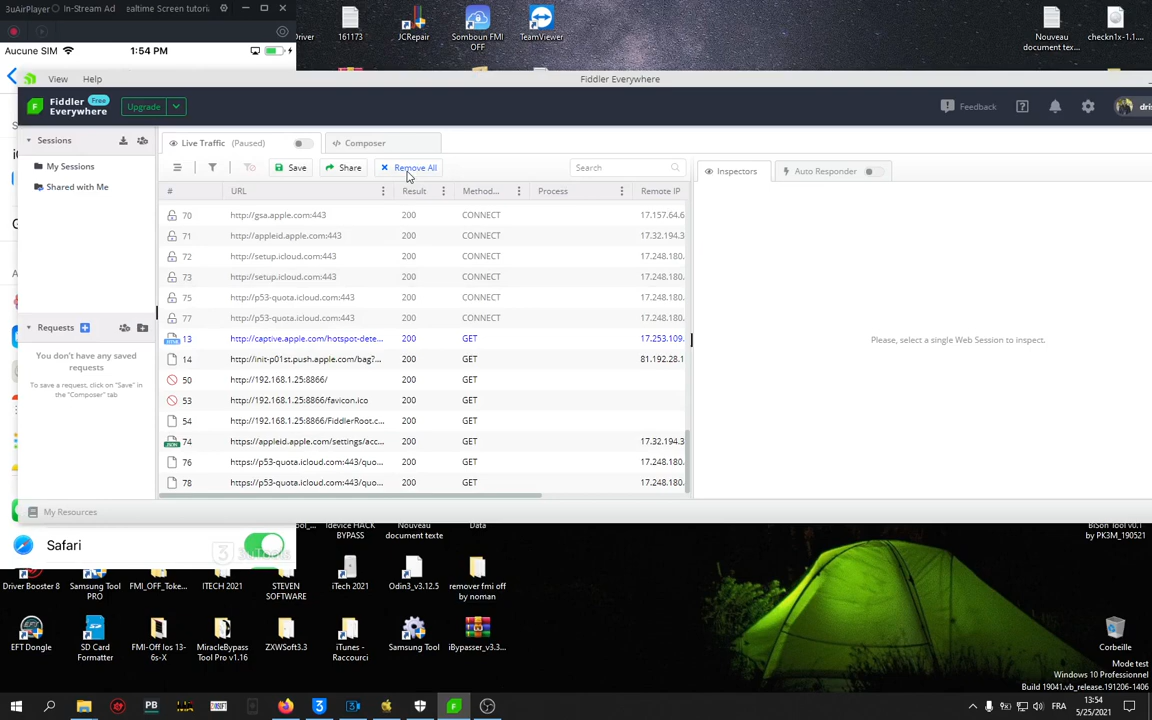 3uAirPlayer
In-Stream Ad
ealtime Screen tutori
Aucune SIM
1:54 PM
161173
JCRepair
Somboun FMI
OFF
TeamViewer
Nouveau
document tex...
checkn1x-1.1....
View
Help
Fiddler Everywhere
Fiddler Free
Everywhere
Upgrade
Feedback
Sessions
My Sessions
Shared with Me
Live Traffic (Paused)
Composer
Save
Share
Remove All
Search
Inspectors
Auto Responder
# URL Result Method... Process Remote IP
70 http://gsa.apple.com:443 200 CONNECT 17.157.64.6
71 http://appleid.apple.com:443 200 CONNECT 17.32.194.3
72 http://setup.icloud.com:443 200 CONNECT 17.248.180.
73 http://setup.icloud.com:443 200 CONNECT 17.248.180.
75 http://p53-quota.icloud.com:443 200 CONNECT 17.248.180.
77 http://p53-quota.icloud.com:443 200 CONNECT 17.248.180.
13 http://captive.apple.com/hotspot-dete... 200 GET 17.253.109.
14 http://init-p01st.push.apple.com/bag?... 200 GET 81.192.28.1
50 http://192.168.1.25:8866/ 200 GET
53 http://192.168.1.25:8866/favicon.ico 200 GET
54 http://192.168.1.25:8866/FiddlerRoot.c... 200 GET
74 https://appleid.apple.com/settings/acc... 200 GET 17.32.194.3
76 https://p53-quota.icloud.com:443/quo... 200 GET 17.248.180.
78 https://p53-quota.icloud.com:443/quo... 200 GET 17.248.180.
Please, select a single Web Session to inspect.
Requests
You don't have any saved
requests
To save a request, click on "Save" in
the "Composer" tab
My Resources
Safari
3uTools
idevice HACK
BYPASS
Nouveau
document texte
Data
BiSon Tool v0.1
by PK3M_190521
Driver Booster 8
Samsung Tool
PRO
FMI_OFF_Toke...
ITECH 2021
STEVEN
SOFTWARE
iTech 2021
Odin3_v3.12.5
remover fmi off
by noman
EFT Dongle
SD Card
Formatter
FMI-Off Ios 13-
6s-X
MiracleBypass
Tool Pro v1.16
ZXWSoft3.3
iTunes -
Raccourci
Samsung Tool
iBypasser_v3.3...
Corbeille
Mode test
Windows 10 Professionnel
Build 19041.vb_release.191206-1406
PB
FRA
13:54
5/25/2021